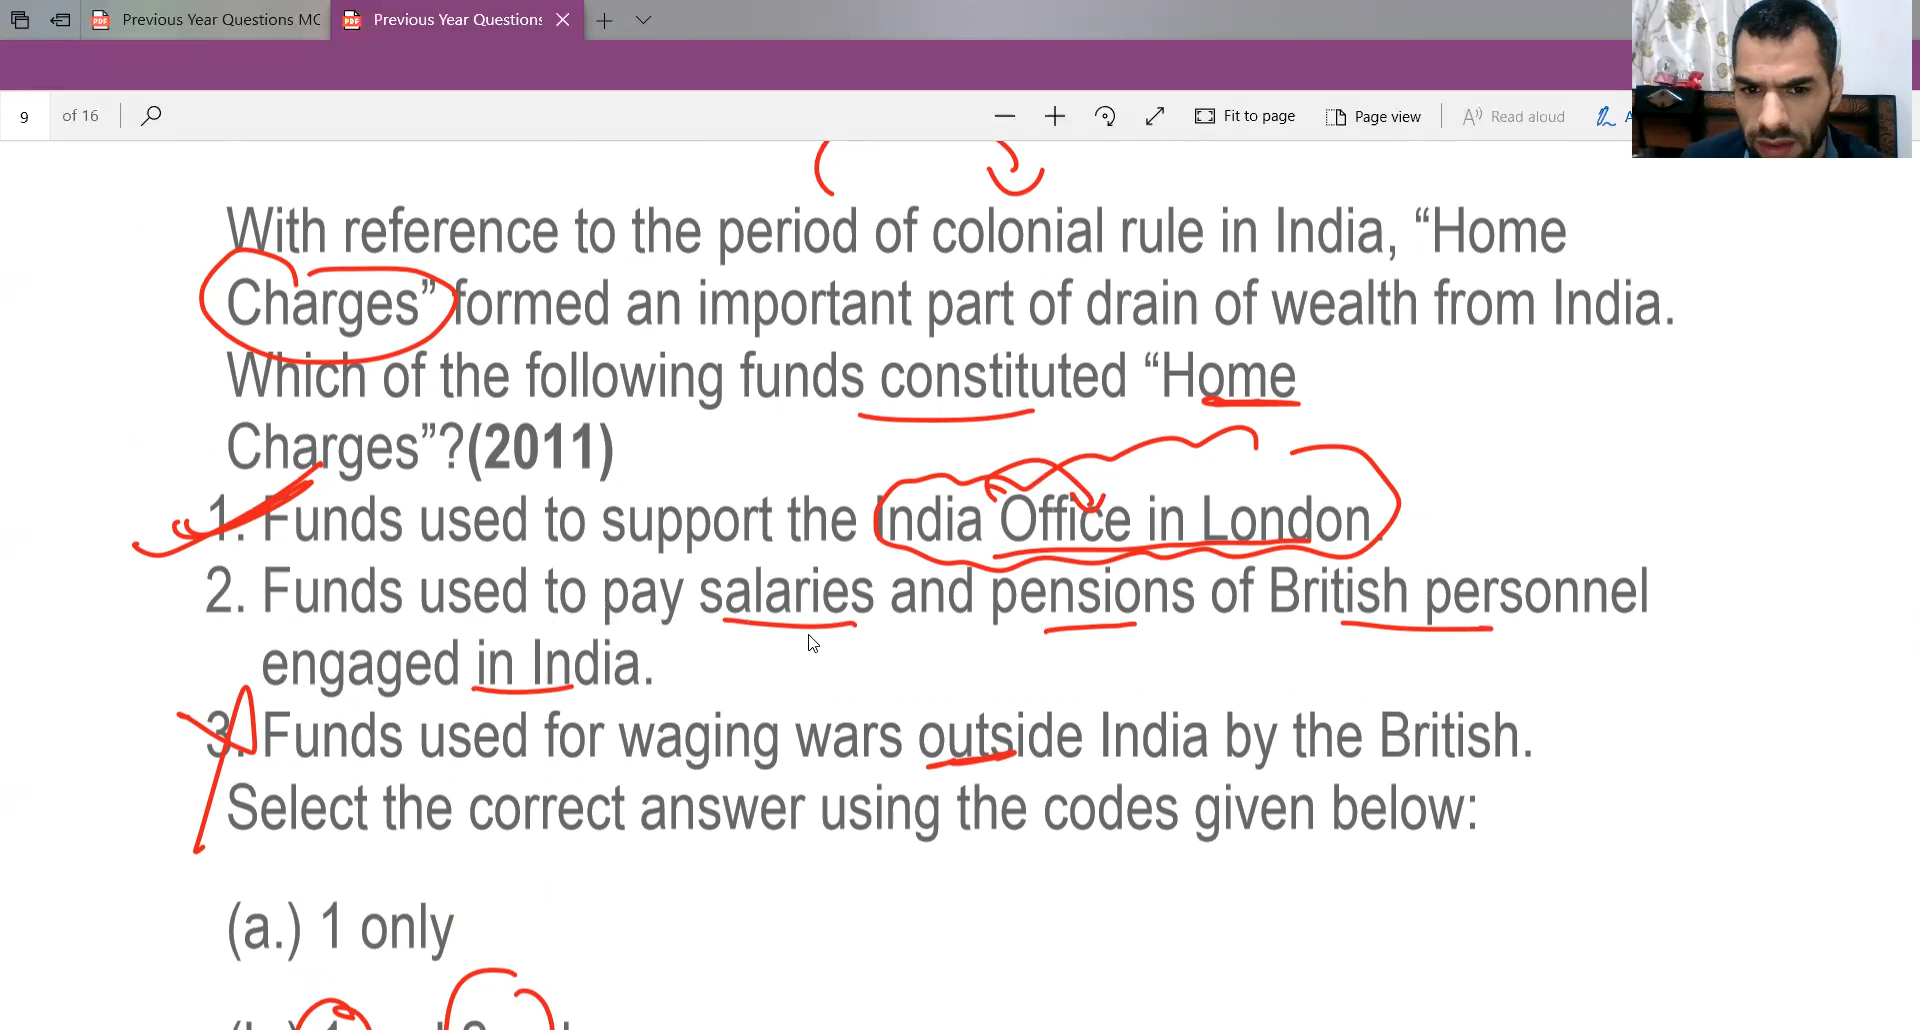 Previous Year Questions MC
Previous Year Questions
9 of 16
Fit to page
Page view
Read aloud
With reference to the period of colonial rule in India, “Home
Charges” formed an important part of drain of wealth from India.
Which of the following funds constituted “Home
Charges”?(2011)
1. Funds used to support the India Office in London.
2. Funds used to pay salaries and pensions of British personnel
engaged in India.
3. Funds used for waging wars outside India by the British.
Select the correct answer using the codes given below:
(a.) 1 only